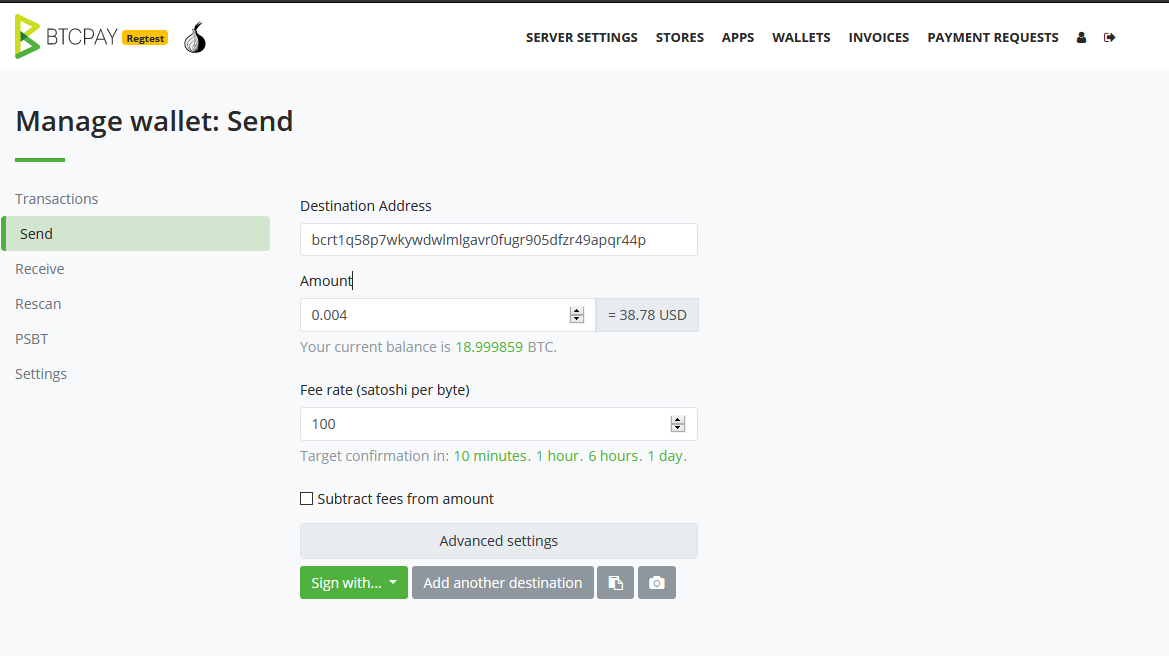 BTCPAY Regtest
SERVER SETTINGS STORES APPS WALLETS INVOICES PAYMENT REQUESTS
Manage wallet: Send
Transactions
Send
Receive
Rescan
PSBT
Settings
Destination Address
bcrt1q58p7wkywdwlmlgavr0fugr905dfzr49apqr44p
Amount
0.004 = 38.78 USD
Your current balance is 18.999859 BTC.
Fee rate (satoshi per byte)
100
Target confirmation in: 10 minutes. 1 hour. 6 hours. 1 day.
Subtract fees from amount
Advanced settings
Sign with... Add another destination